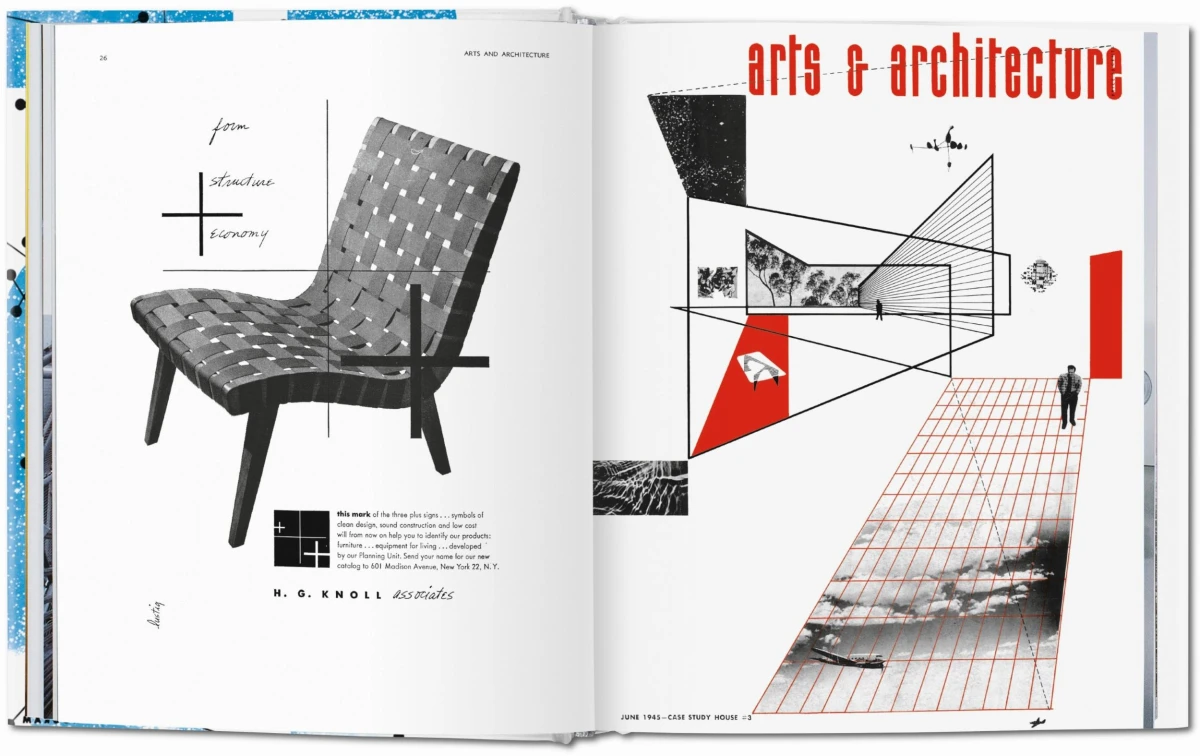 26
ARTS AND ARCHITECTURE
form
structure
economy
this mark of the three plus signs . . . symbols of
clean design, sound construction and low cost
will from now on help you to identify our products:
furniture . . . equipment for living . . . developed
by our Planning Unit. Send your name for our new
catalog to 601 Madison Avenue, New York 22, N. Y.
H. G. KNOLL associates
lustig
arts & architecture
JUNE 1945—CASE STUDY HOUSE #3